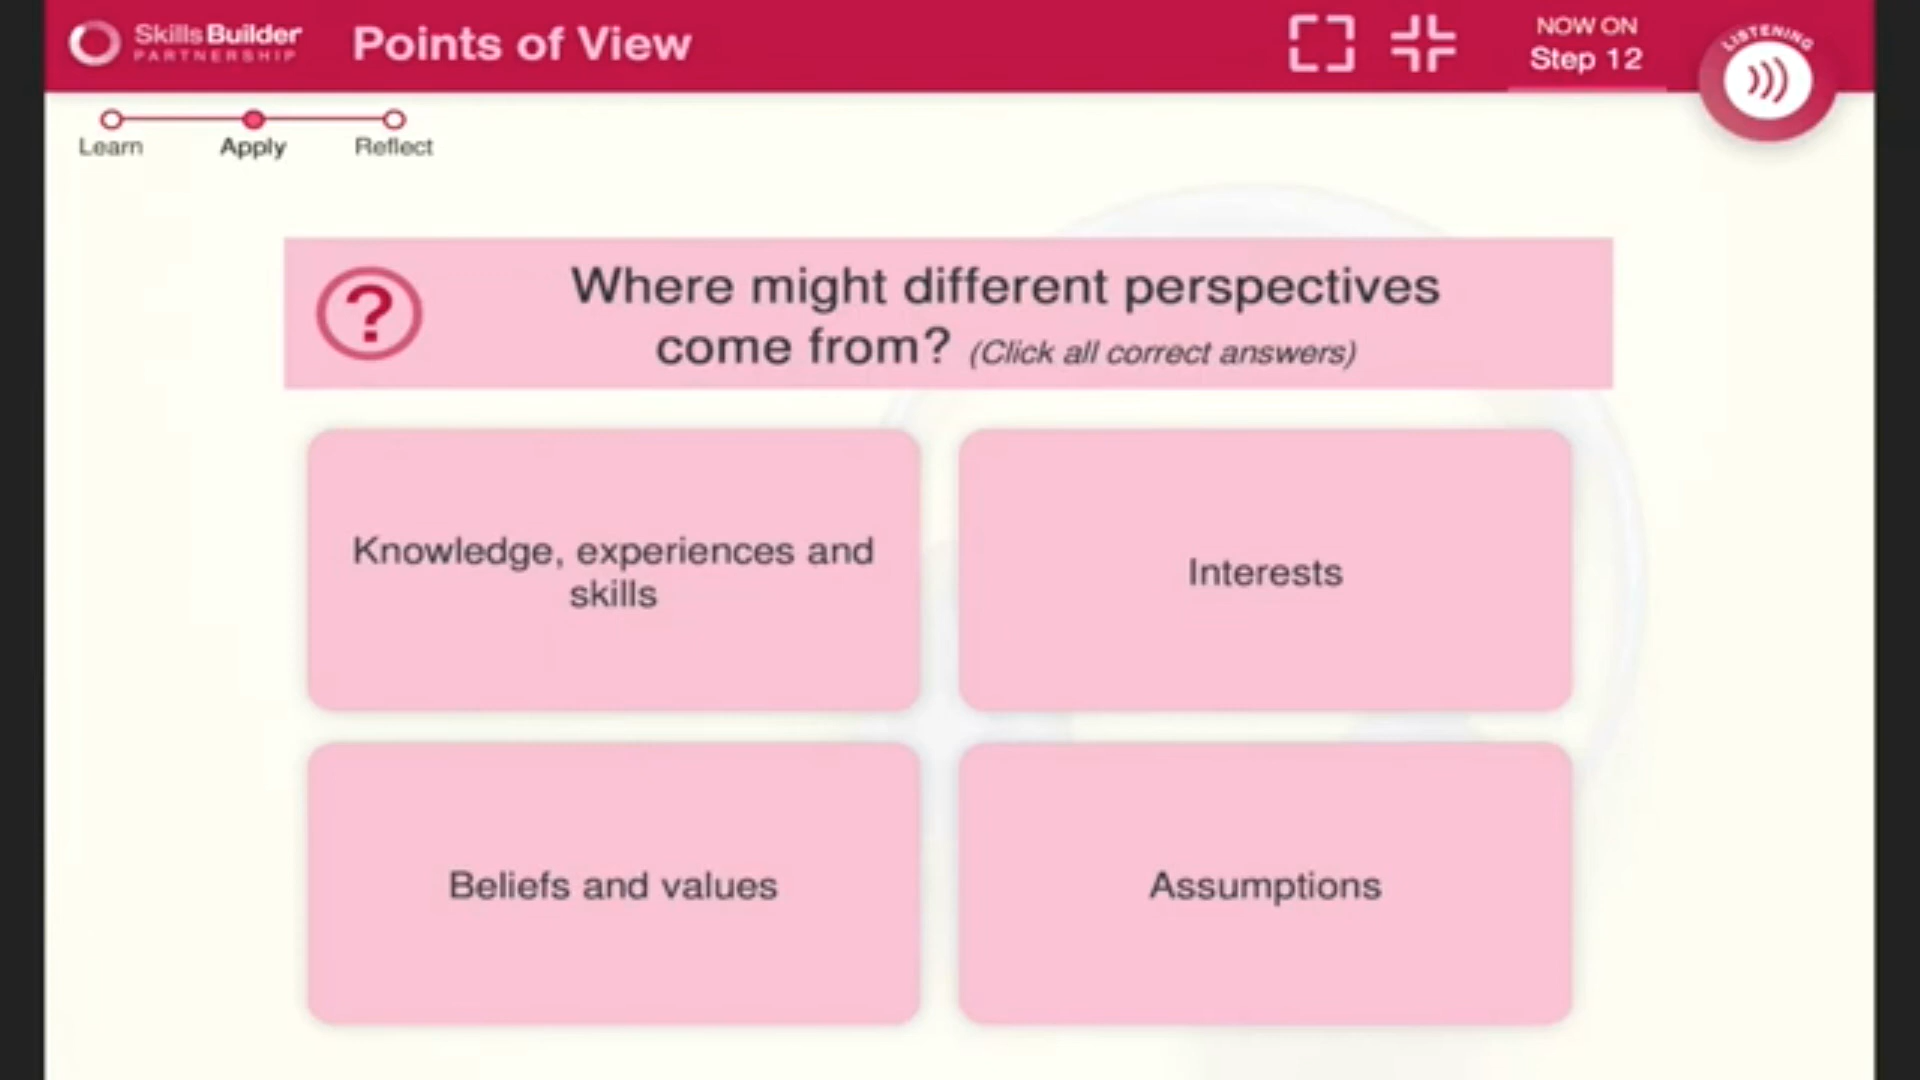 Skills Builder
PARTNERSHIP
Points of View
NOW ON
Step 12
LISTENING
Learn
Apply
Reflect
?
Where might different perspectives
come from? (Click all correct answers)
Knowledge, experiences and
skills
Interests
Beliefs and values
Assumptions